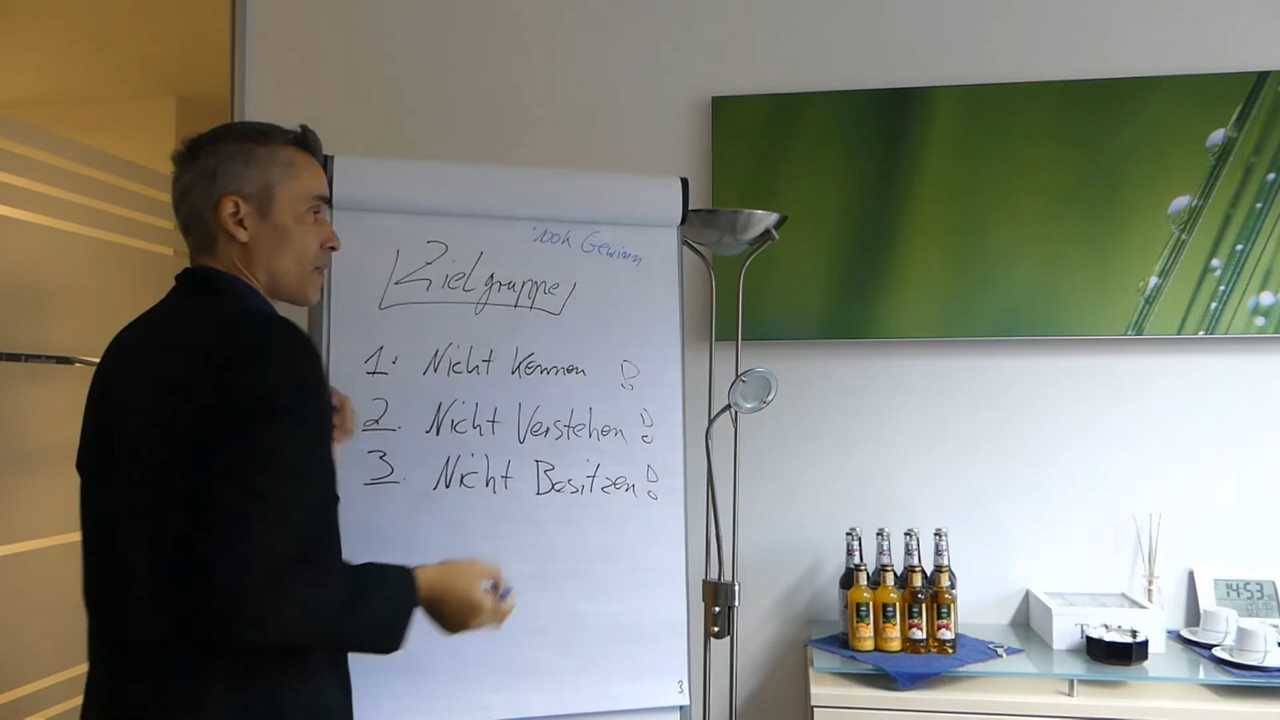 100k Gewinn
Zielgruppe
1. Nicht Kennen !
2. Nicht Verstehen !
3. Nicht Besitzen !
3
14:53